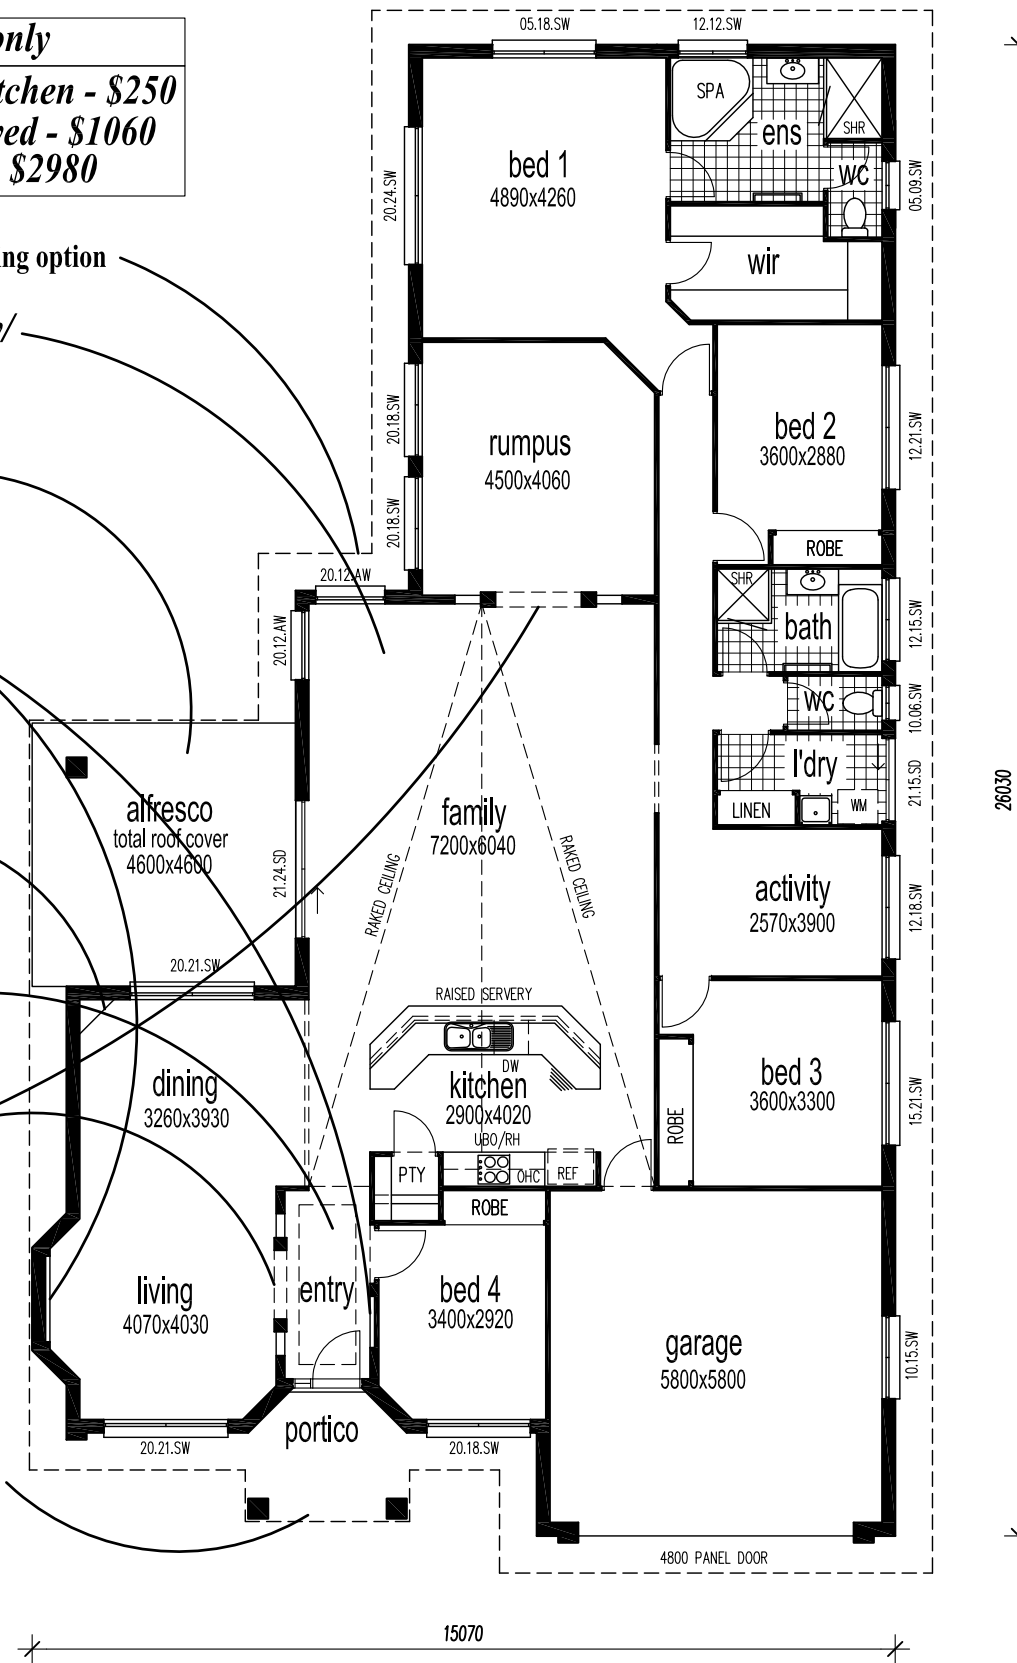 only
tchen - $250
ved - $1060
$2980
ng option
/
05.18.SW
12.12.SW
SPA
ens
SHR
wc
05.09.SW
bed 1
4890x4260
20.24.SW
wir
rumpus
4500x4060
20.18.SW
20.18.SW
bed 2
3600x2880
12.21.SW
ROBE
20.12.AW
20.12.AW
SHR
bath
12.15.SW
wc
10.06.SW
l'dry
21.15.SD
LINEN
WM
26030
alfresco
total roof cover
4600x4600
21.24.SD
family
7200x6040
RAKED CEILING
RAKED CEILING
activity
2570x3900
12.18.SW
20.21.SW
RAISED SERVERY
DW
dining
3260x3930
kitchen
2900x4020
UBO/RH
bed 3
3600x3300
15.21.SW
ROBE
PTY
OHC
REF
ROBE
living
4070x4030
entry
bed 4
3400x2920
garage
5800x5800
10.15.SW
portico
20.21.SW
20.18.SW
4800 PANEL DOOR
15070